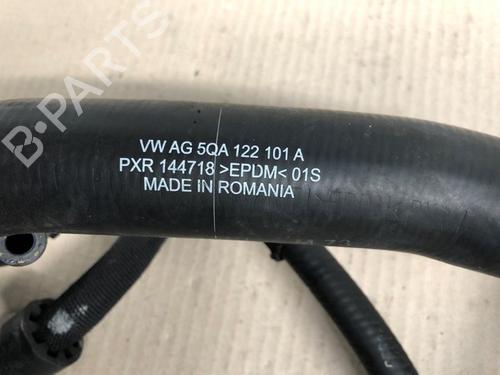 B-PARTS
VW AG 5QA 122 101 A
PXR 144718 >EPDM< 01S
MADE IN ROMANIA